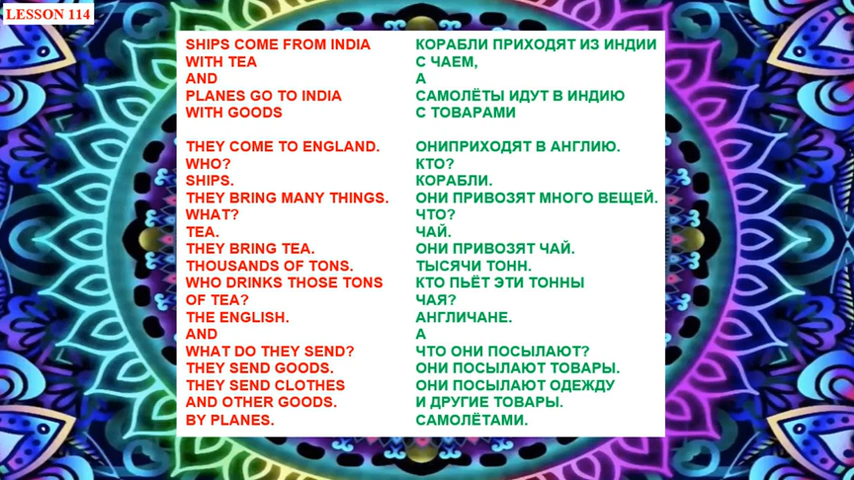 LESSON 114
SHIPS COME FROM INDIA
WITH TEA
AND
PLANES GO TO INDIA
WITH GOODS
THEY COME TO ENGLAND.
WHO?
SHIPS.
THEY BRING MANY THINGS.
WHAT?
TEA.
THEY BRING TEA.
THOUSANDS OF TONS.
WHO DRINKS THOSE TONS
OF TEA?
THE ENGLISH.
AND
WHAT DO THEY SEND?
THEY SEND GOODS.
THEY SEND CLOTHES
AND OTHER GOODS.
BY PLANES.
КОРАБЛИ ПРИХОДЯТ ИЗ ИНДИИ
С ЧАЕМ,
А
САМОЛЁТЫ ИДУТ В ИНДИЮ
С ТОВАРАМИ
ОНИПРИХОДЯТ В АНГЛИЮ.
КТО?
КОРАБЛИ.
ОНИ ПРИВОЗЯТ МНОГО ВЕЩЕЙ.
ЧТО?
ЧАЙ.
ОНИ ПРИВОЗЯТ ЧАЙ.
ТЫСЯЧИ ТОНН.
КТО ПЬЁТ ЭТИ ТОННЫ
ЧАЯ?
АНГЛИЧАНЕ.
А
ЧТО ОНИ ПОСЫЛАЮТ?
ОНИ ПОСЫЛАЮТ ТОВАРЫ.
ОНИ ПОСЫЛАЮТ ОДЕЖДУ
И ДРУГИЕ ТОВАРЫ.
САМОЛЁТАМИ.